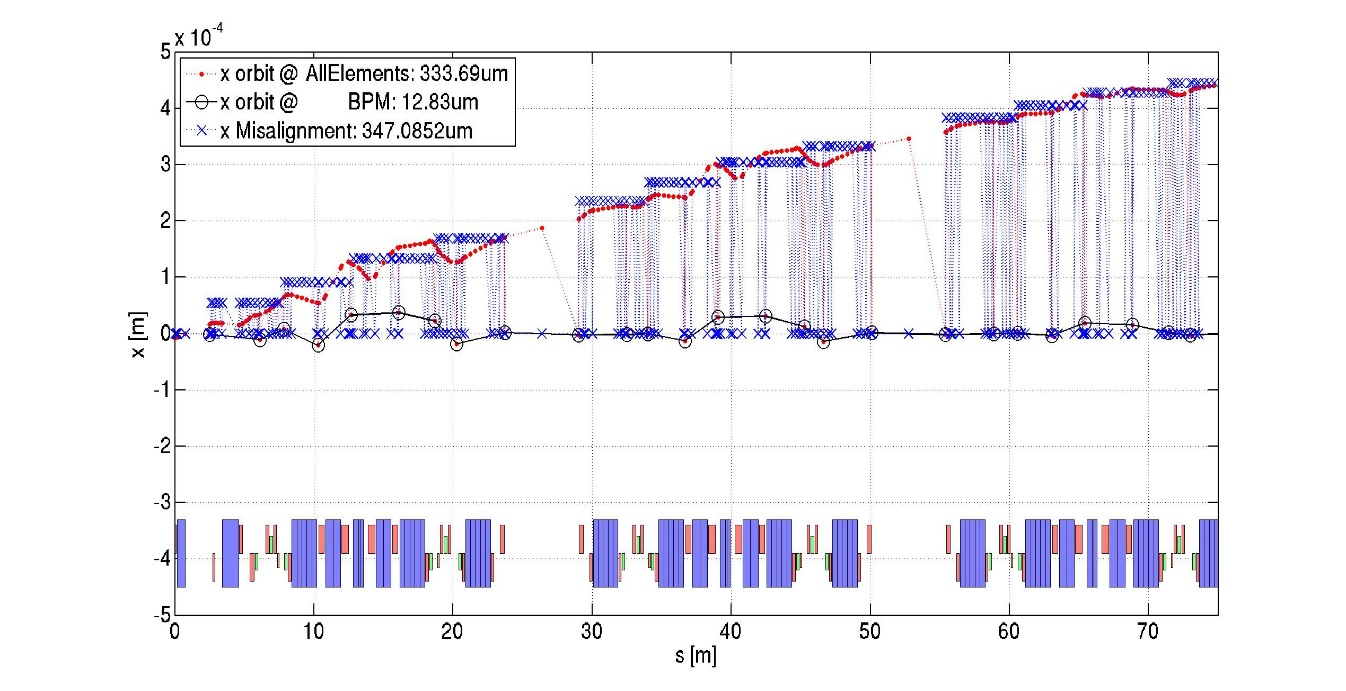 x 10^-4
x orbit @ AllElements: 333.69um
x orbit @ BPM: 12.83um
x Misalignment: 347.0852um
5
4
3
2
1
0
-1
-2
-3
-4
-5
x [m]
0 10 20 30 40 50 60 70
s [m]